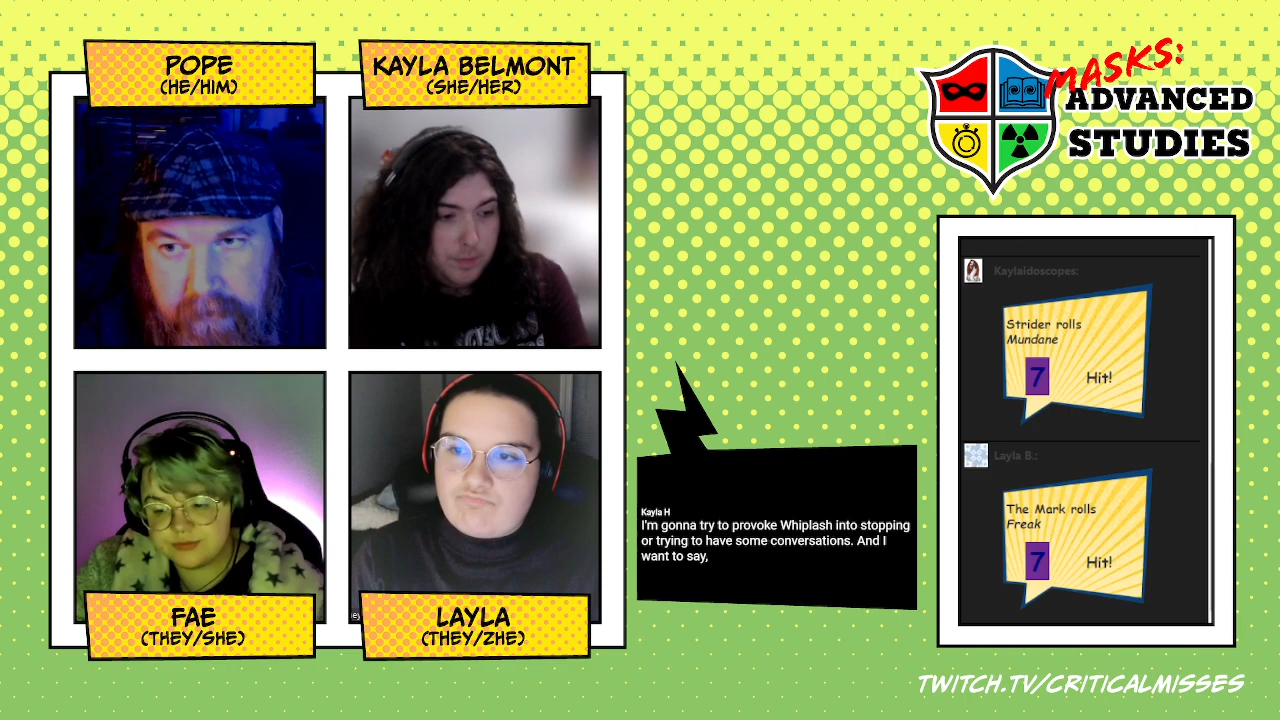 POPE
(HE/HIM)
KAYLA BELMONT
(SHE/HER)
FAE
(THEY/SHE)
LAYLA
(THEY/ZHE)
Kayla H
I'm gonna try to provoke Whiplash into stopping
or trying to have some conversations. And I
want to say,
MASKS:
ADVANCED
STUDIES
Kaylaidoscopes:
Strider rolls
Mundane
7
Hit!
Layla B.:
The Mark rolls
Freak
7
Hit!
TWITCH.TV/CRITICALMISSES